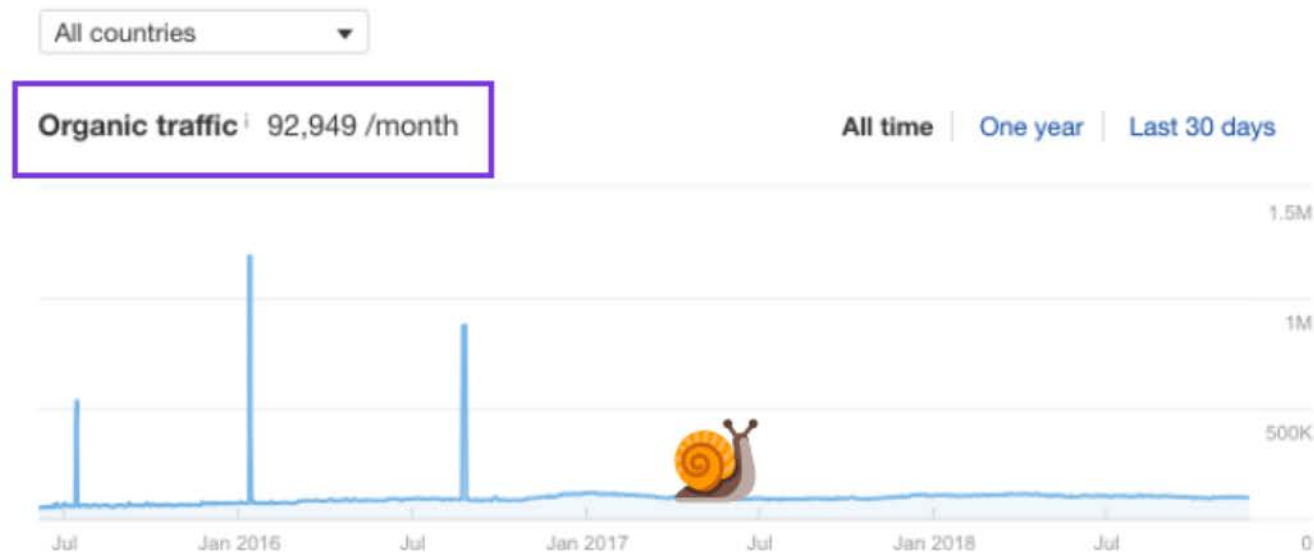 All countries
Organic traffic i 92,949 /month
All time One year Last 30 days
1.5M
1M
500K
Jul Jan 2016 Jul Jan 2017 Jul Jan 2018 Jul 0